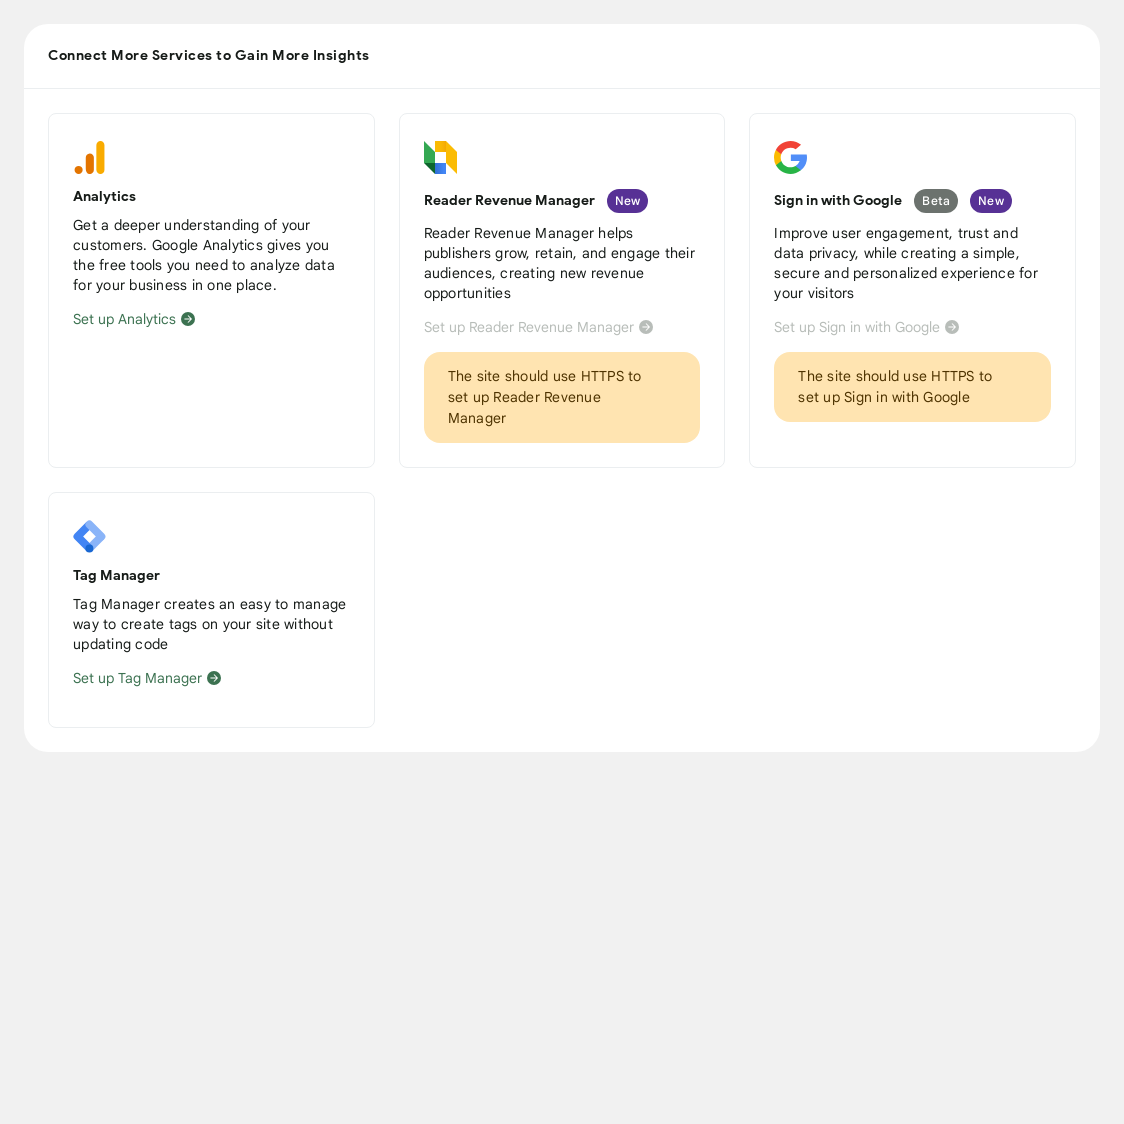 Connect More Services to Gain More Insights
Analytics
Get a deeper understanding of your
customers. Google Analytics gives you
the free tools you need to analyze data
for your business in one place.
Set up Analytics
Reader Revenue Manager New
Reader Revenue Manager helps
publishers grow, retain, and engage their
audiences, creating new revenue
opportunities
Set up Reader Revenue Manager
The site should use HTTPS to
set up Reader Revenue
Manager
Sign in with Google Beta New
Improve user engagement, trust and
data privacy, while creating a simple,
secure and personalized experience for
your visitors
Set up Sign in with Google
The site should use HTTPS to
set up Sign in with Google
Tag Manager
Tag Manager creates an easy to manage
way to create tags on your site without
updating code
Set up Tag Manager